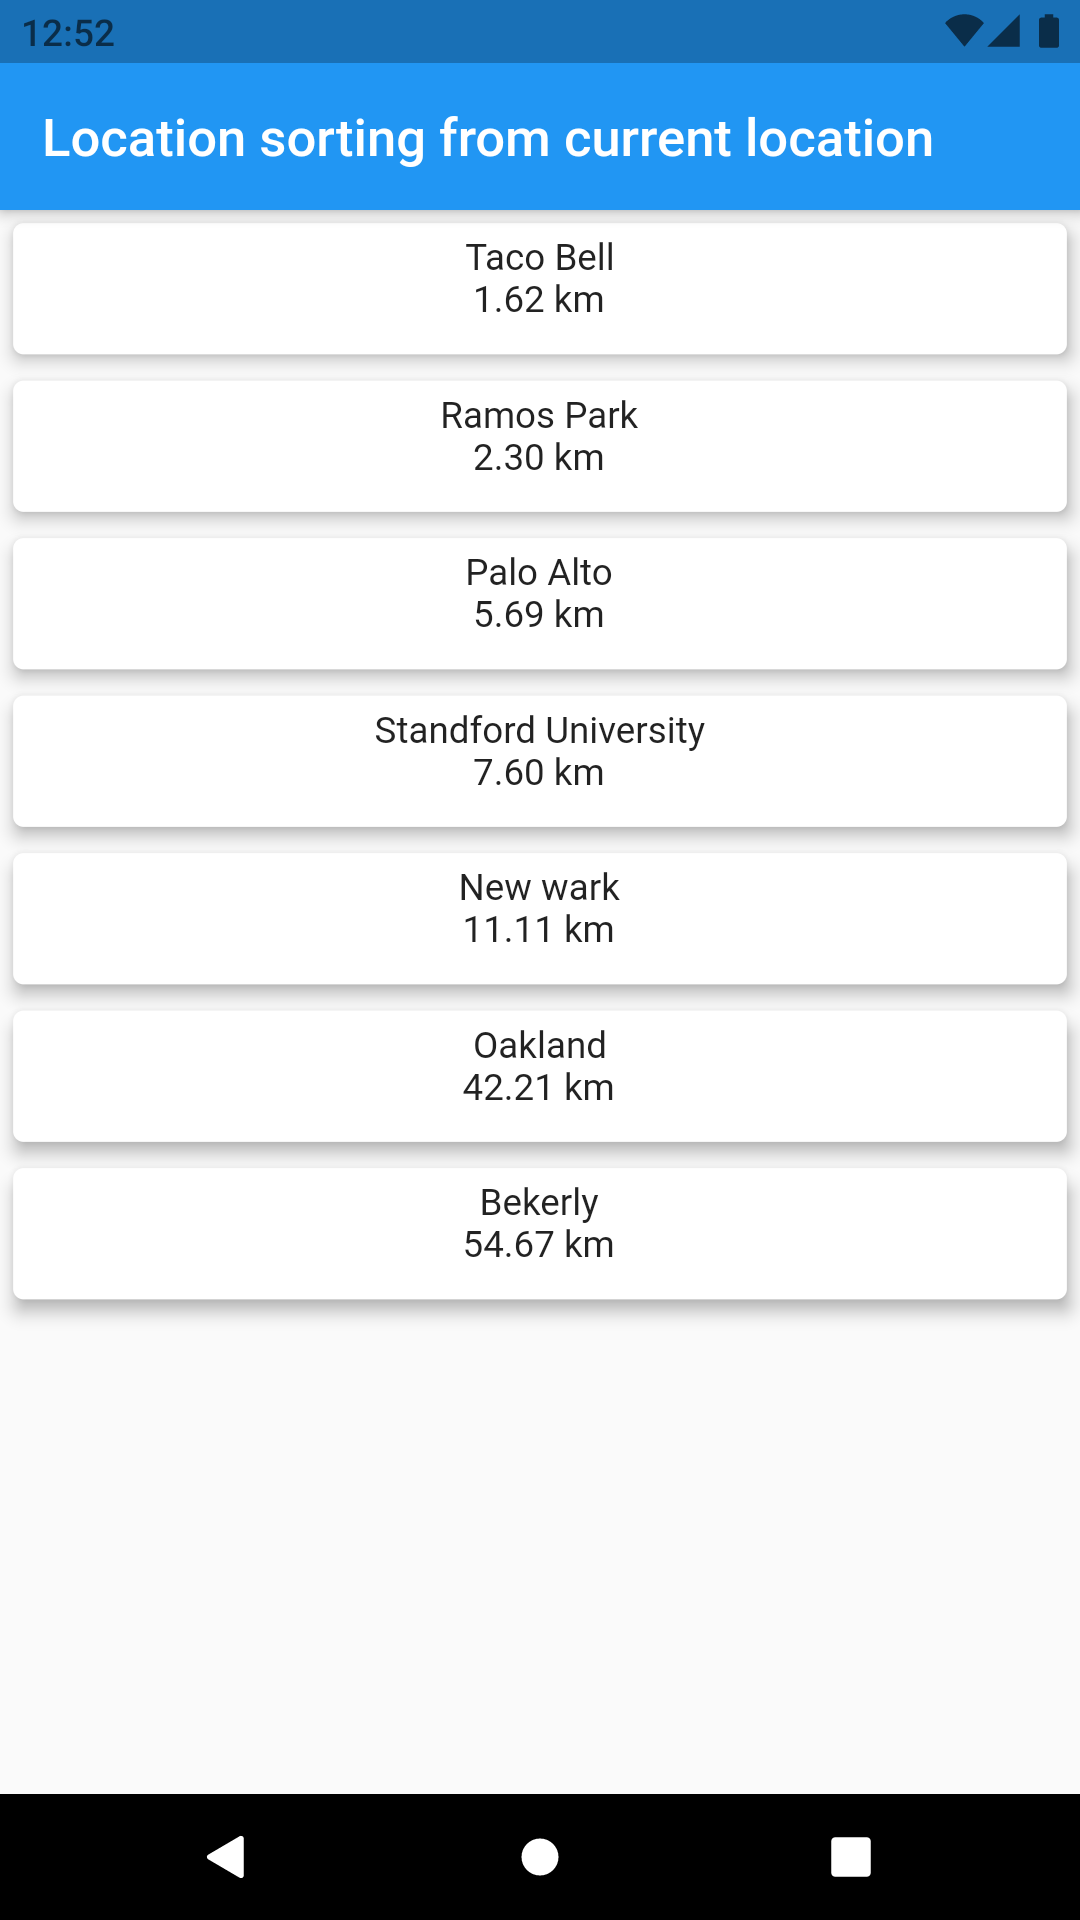 12:52
Location sorting from current location
Taco Bell
1.62 km
Ramos Park
2.30 km
Palo Alto
5.69 km
Standford University
7.60 km
New wark
11.11 km
Oakland
42.21 km
Bekerly
54.67 km